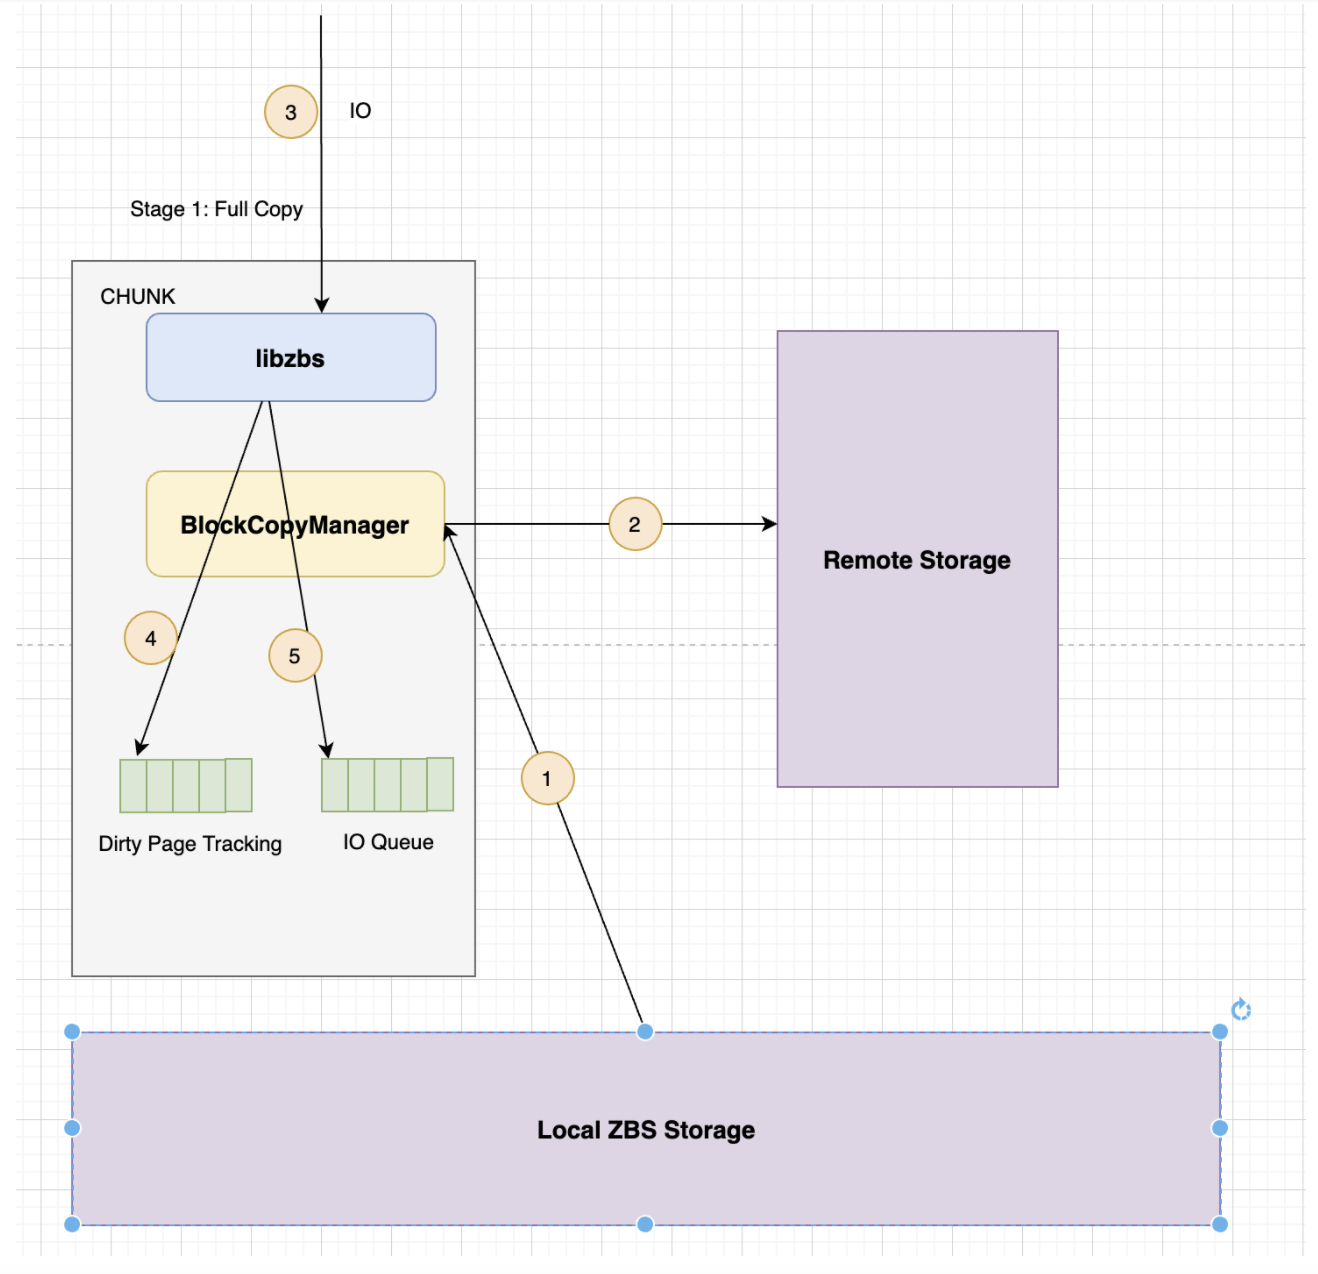 3
IO
Stage 1: Full Copy
CHUNK
libzbs
BlockCopyManager
2
Remote Storage
4
5
1
Dirty Page Tracking
IO Queue
Local ZBS Storage